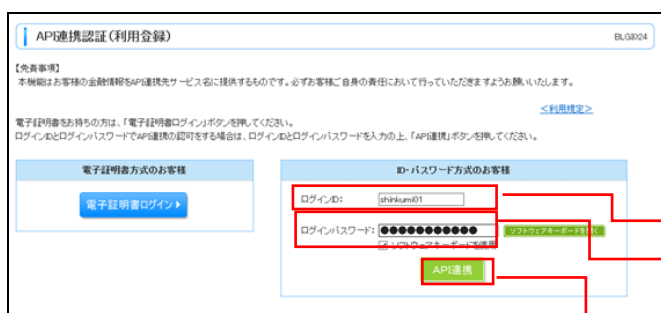 API連携認証(利用登録)
BLGI024
【免責事項】
本機能はお客様の金融情報をAPI連携先サービス名に提供するものです。必ずお客様ご自身の責任において行っていただきますようお願いいたします。
<利用規定>
電子証明書をお持ちの方は、「電子証明書ログイン」ボタンを押してください。
ログインIDとログインパスワードでAPI連携の認可をする場合は、ログインIDとログインパスワードを入力の上、「API連携」ボタンを押してください。
電子証明書方式のお客様
ID・パスワード方式のお客様
電子証明書ログイン
ログインID:
shinkumi01
ログインパスワード:
ソフトウェアキーボードを開く
ソフトウェアキーボードを使用
API連携